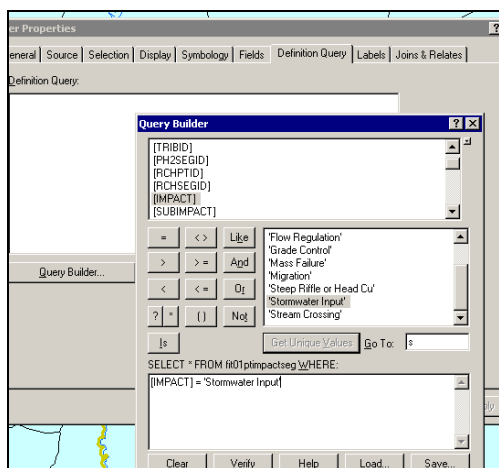 er Properties
?
General Source Selection Display Symbology Fields Definition Query Labels Joins & Relates
Definition Query:
Query Builder...
Query Builder
? X
[TRIBID]
[PH2SEGID]
[RCHPTID]
[RCHSEGID]
[IMPACT]
[SUBIMPACT]
= < > Like
> > = And
< < = Or
? * ( ) Not
Is
'Flow Regulation'
'Grade Control'
'Mass Failure'
'Migration'
'Steep Riffle or Head Cu'
'Stormwater Input'
'Stream Crossing'
Get Unique Values Go To: s
SELECT * FROM fit01ptimpactseg WHERE:
[IMPACT] = 'Stormwater Input'
Clear Verify Help Load... Save...